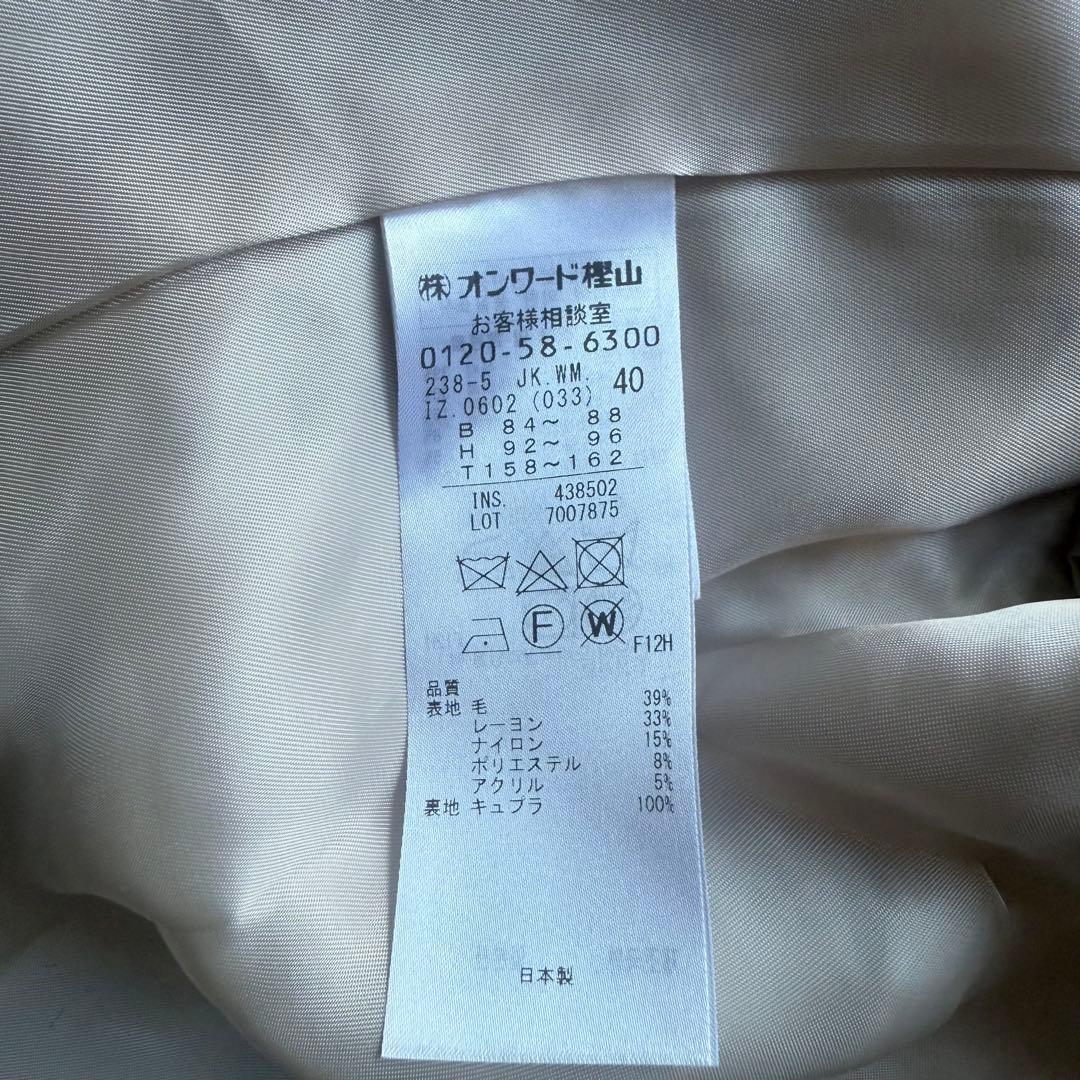 ㈱オンワード樫山
お客様相談室
0120-58-6300
238-5 JK.WM. 40
IZ.0602 (033)
B 84～ 88
H 92～ 96
T158～162
INS. 438502
LOT 7007875
F W F12H
品質
表地 毛 39%
レーヨン 33%
ナイロン 15%
ポリエステル 8%
アクリル 5%
裏地 キュプラ 100%
日本製